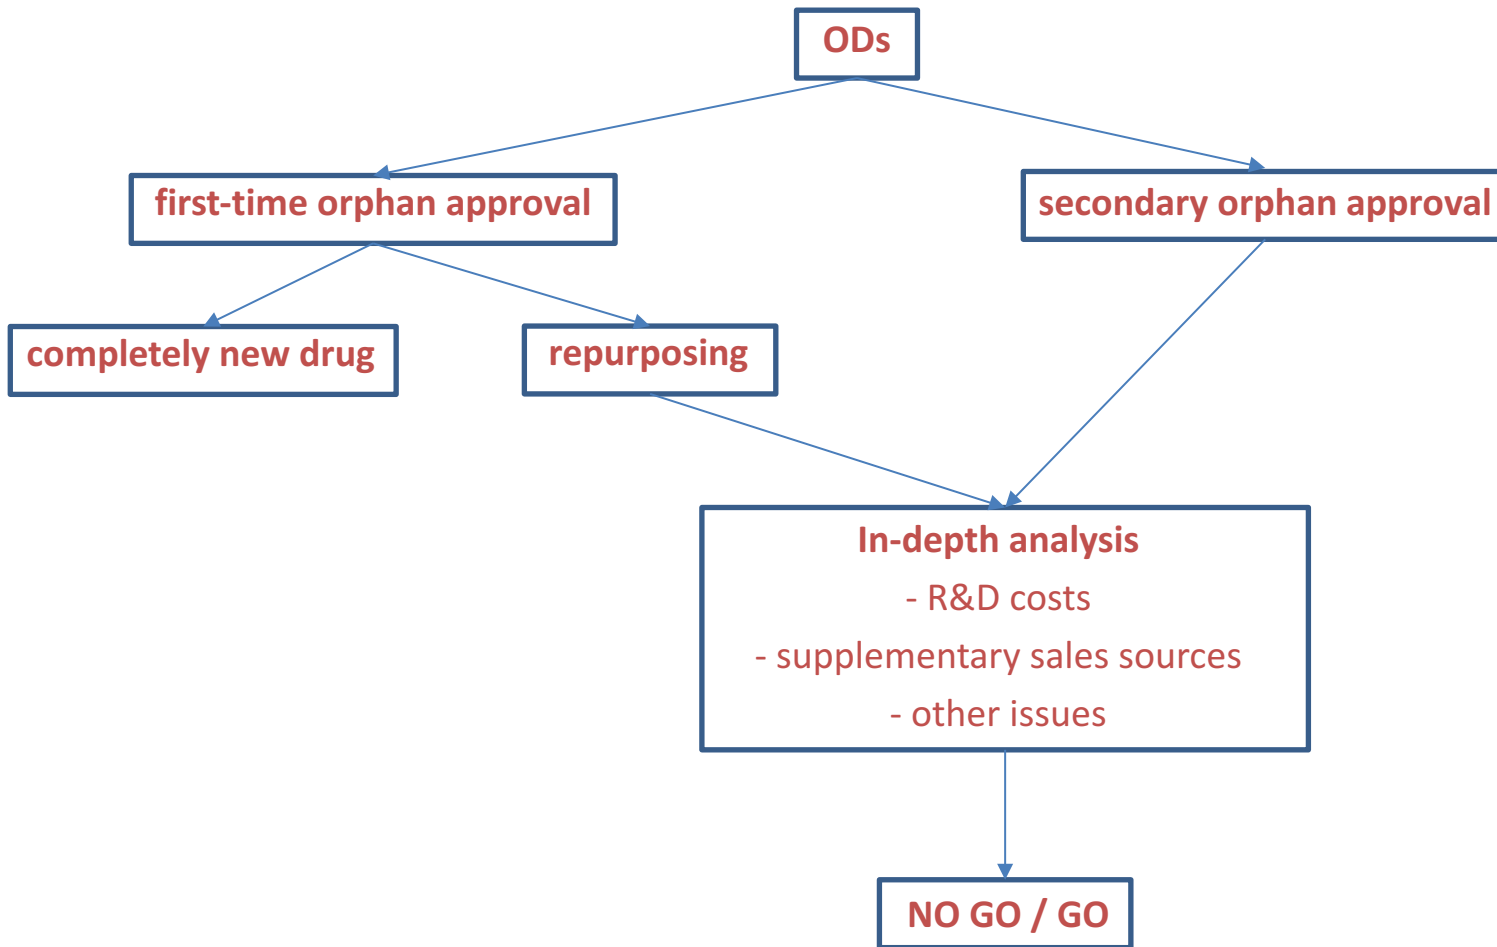 ODs
first-time orphan approval
secondary orphan approval
completely new drug
repurposing
In-depth analysis
- R&D costs
- supplementary sales sources
- other issues
NO GO / GO